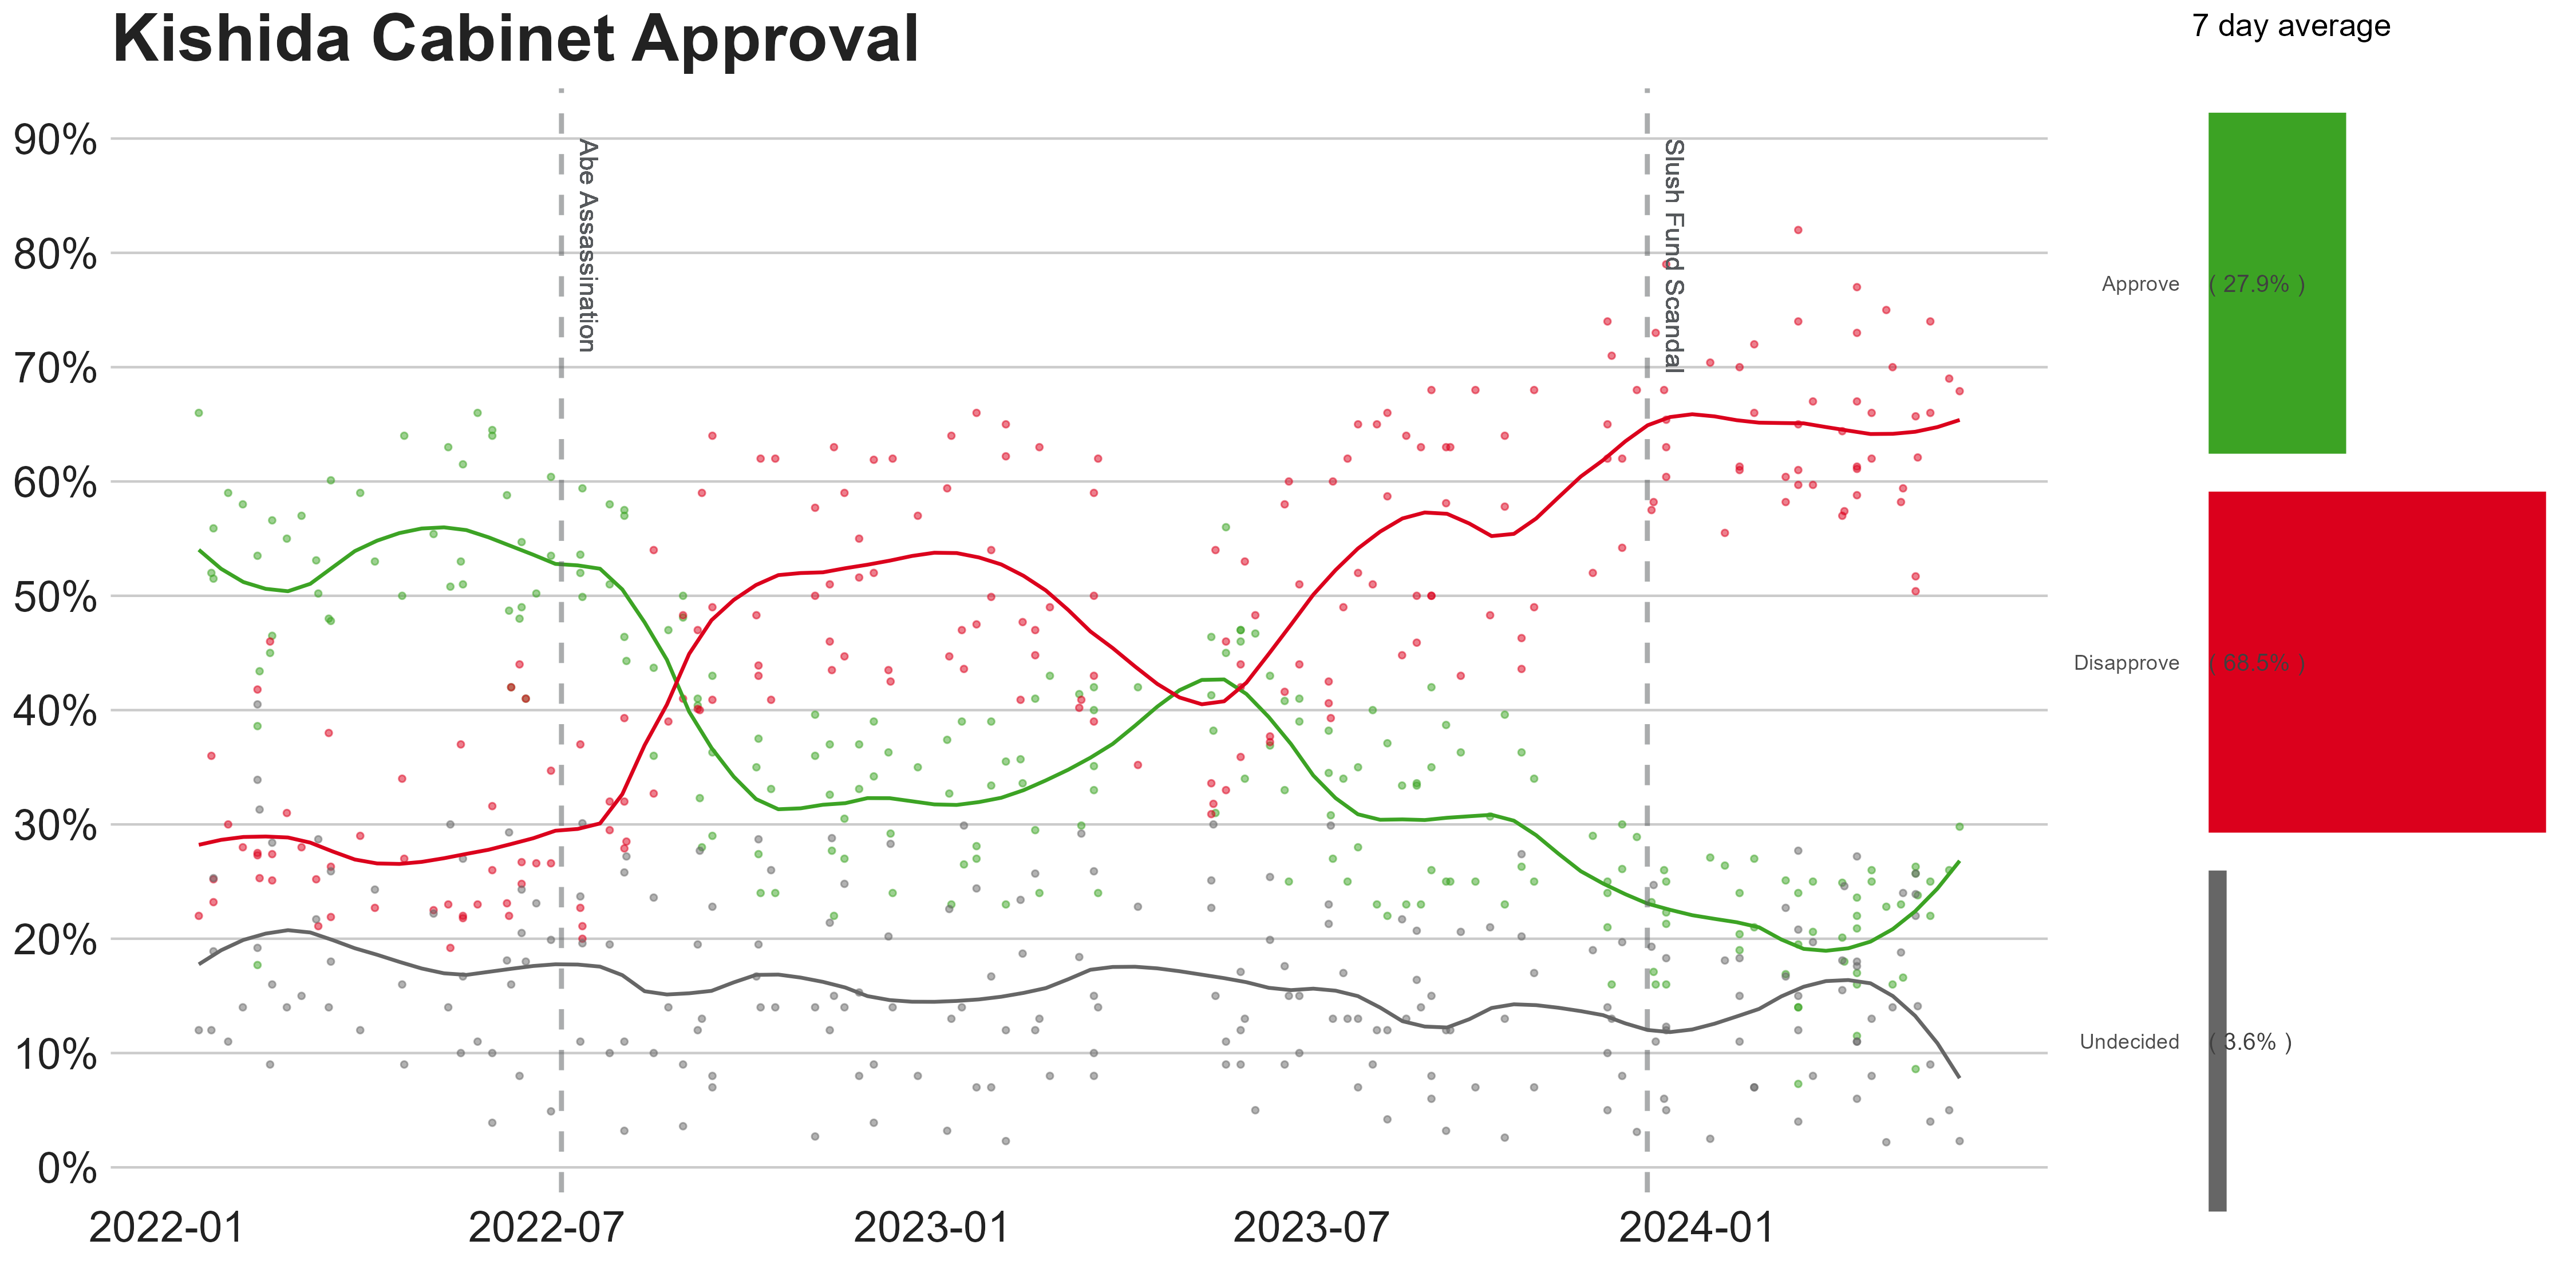 Kishida Cabinet Approval
7 day average
90%
80%
70%
60%
50%
40%
30%
20%
10%
0%
Abe Assassination
Slush Fund Scandal
2022-01
2022-07
2023-01
2023-07
2024-01
Approve
( 27.9% )
Disapprove
( 68.5% )
Undecided
( 3.6% )